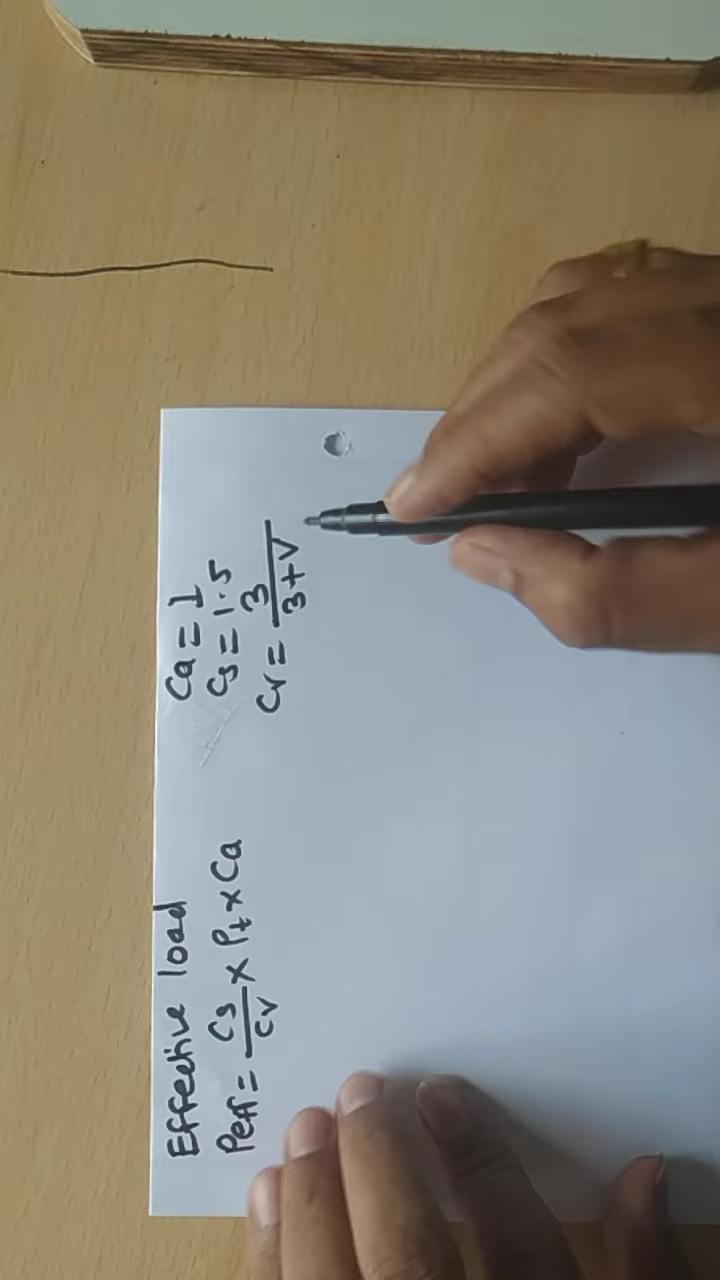 Effective load
Peff = Cs/Cv x Pt x Ca
Ca = 1
Cs = 1.5
Cv = 3/3+V